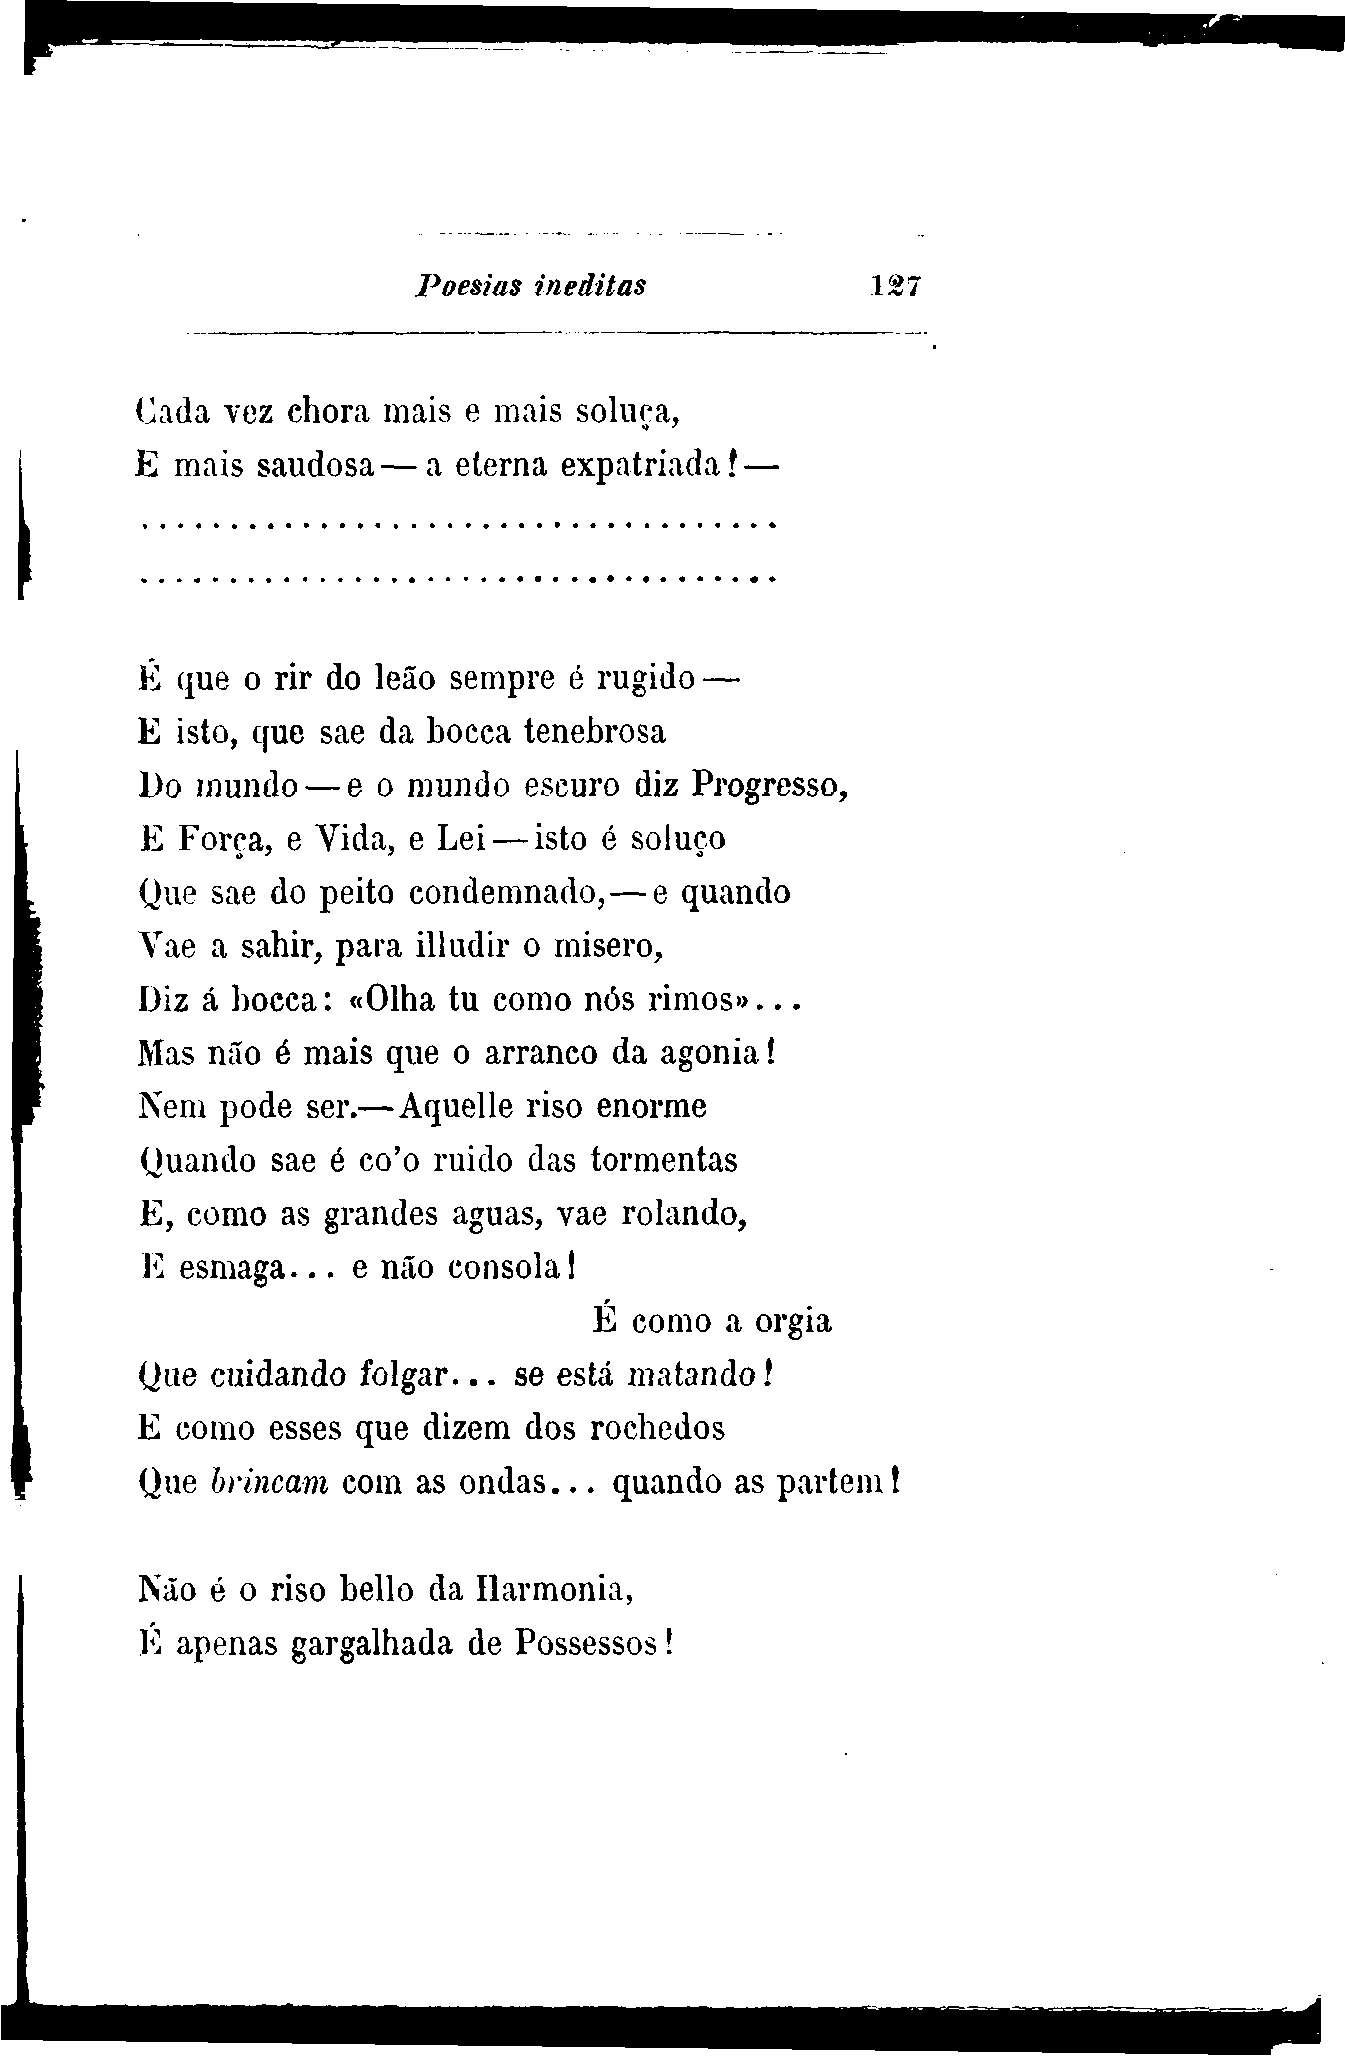 Poesias ineditas 127
Cada vez chora mais e mais soluça,
E mais saudosa — a eterna expatriada! —
....................................
....................................
É que o rir do leão sempre é rugido —
E isto, que sae da bocca tenebrosa
Do mundo — e o mundo escuro diz Progresso,
E Força, e Vida, e Lei — isto é soluço
Que sae do peito condemnado, — e quando
Vae a sahir, para illudir o misero,
Diz á bocca: «Olha tu como nós rimos»...
Mas não é mais que o arranco da agonia!
Nem pode ser. — Aquelle riso enorme
Quando sae é co'o ruido das tormentas
E, como as grandes aguas, vae rolando,
E esmaga... e não consola!
É como a orgia
Que cuidando folgar... se está matando!
E como esses que dizem dos rochedos
Que brincam com as ondas... quando as partem!
Não é o riso bello da Harmonia,
É apenas gargalhada de Possessos!